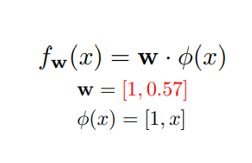 f_w(x) = w · ϕ(x)
w = [1, 0.57]
ϕ(x) = [1, x]